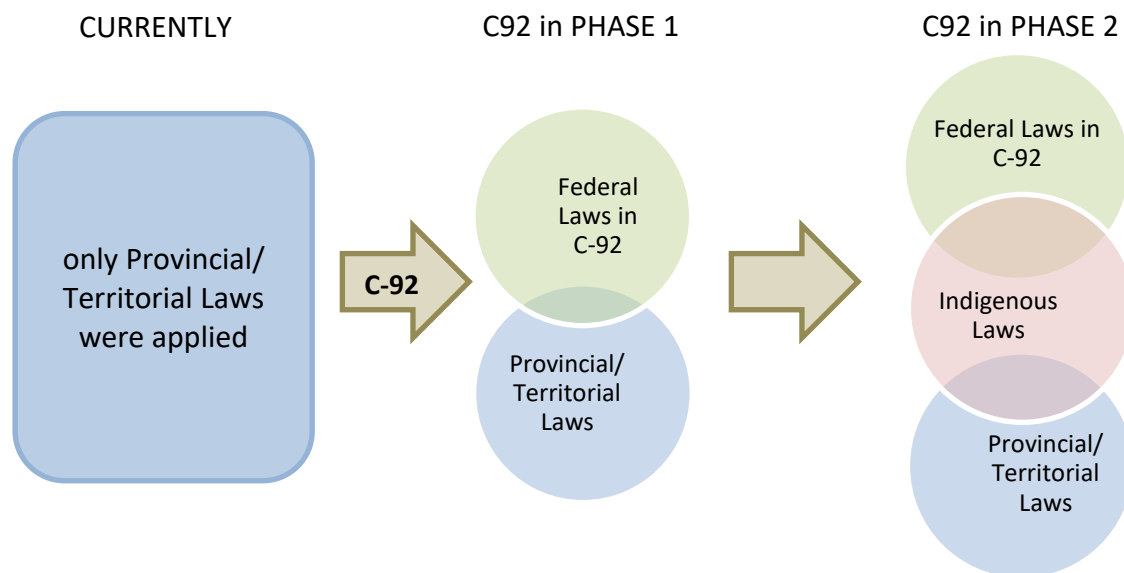 CURRENTLY
C92 in PHASE 1
C92 in PHASE 2
only Provincial/
Territorial Laws
were applied
C-92
Federal
Laws in
C-92
Provincial/
Territorial
Laws
Federal Laws in
C-92
Indigenous
Laws
Provincial/
Territorial
Laws